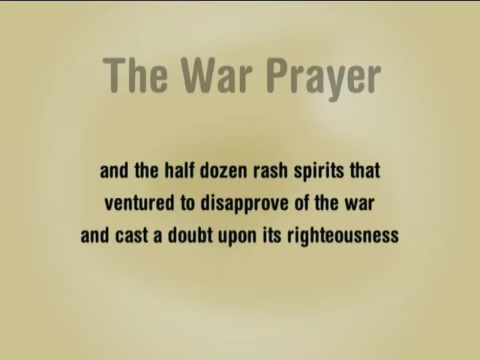 The War Prayer
and the half dozen rash spirits that
ventured to disapprove of the war
and cast a doubt upon its righteousness